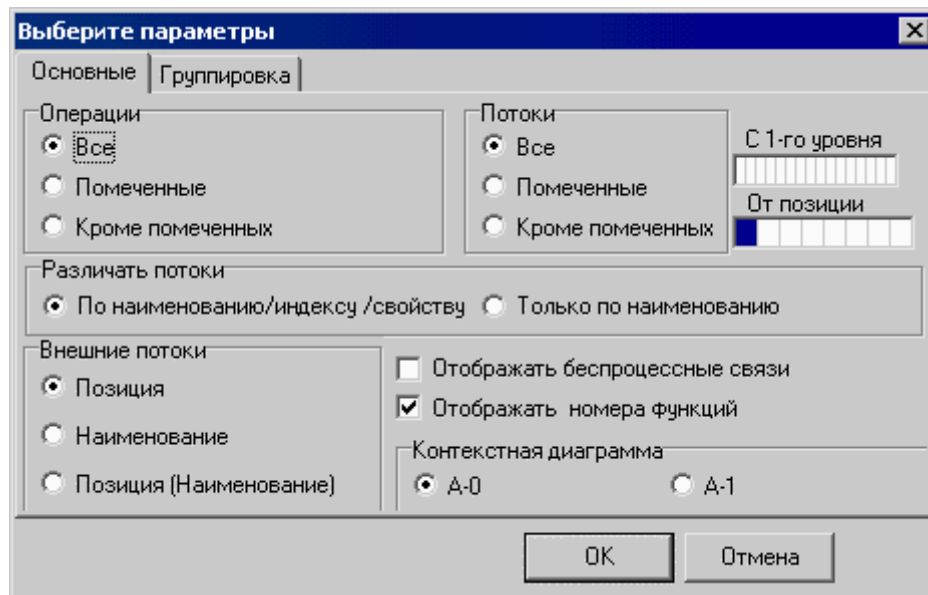 Выберите параметры
Основные Группировка
Операции
Все
Помеченные
Кроме помеченных
Потоки
Все
Помеченные
Кроме помеченных
С 1-го уровня
От позиции
Различать потоки
По наименованию/индексу /свойству Только по наименованию
Внешние потоки
Позиция
Наименование
Позиция (Наименование)
Отображать беспроцессные связи
Отображать номера функций
Контекстная диаграмма
А-0 А-1
OK Отмена